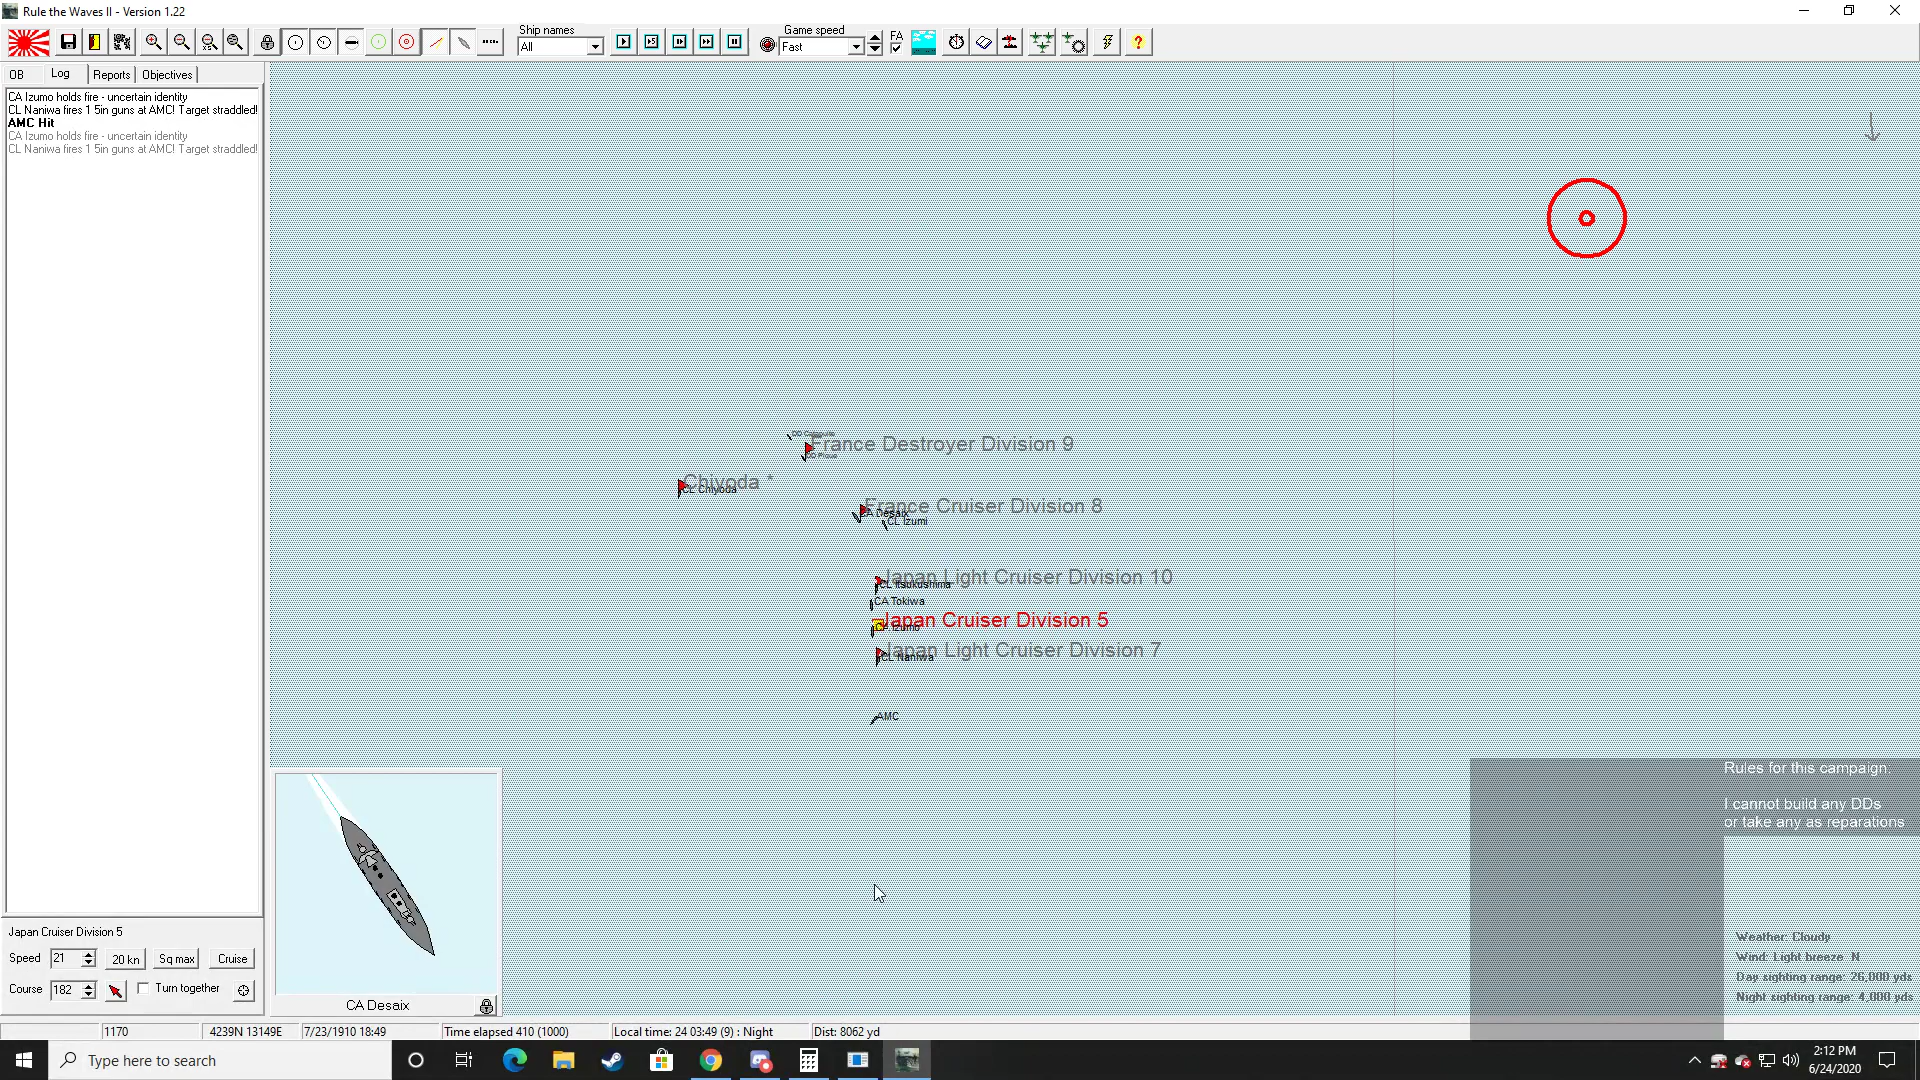 Rule the Waves II - Version 1.22
Ship names
All
Game speed
Fast
FA
OB Log Reports Objectives
CA Izumo holds fire - uncertain identity
CL Naniwa fires 1 5in guns at AMC! Target straddled!
AMC Hit
CA Izumo holds fire - uncertain identity
CL Naniwa fires 1 5in guns at AMC! Target straddled!
France Destroyer Division 9
Chiyoda *
CL Chiyoda
France Cruiser Division 8
CA Desaix
CL Izumi
Japan Light Cruiser Division 10
CL Itsukushima
CA Tokiwa
Japan Cruiser Division 5
CA Izumo
Japan Light Cruiser Division 7
CL Naniwa
AMC
Rules for this campaign.
I cannot build any DDs
or take any as reparations
Weather: Cloudy
Wind: Light breeze N
Day sighting range: 26,000 yds
Night sighting range: 4,000 yds
Japan Cruiser Division 5
Speed 21 20 kn Sq max Cruise
Course 182 Turn together
CA Desaix
1170 4239N 13149E 7/23/1910 18:49 Time elapsed 410 (1000) Local time: 24 03:49 (9) : Night Dist: 8062 yd
Type here to search
2:12 PM
6/24/2020